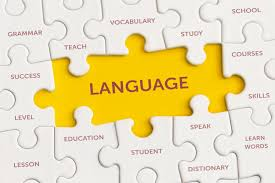 VOCABULARY
GRAMMAR
STUDY
TEACH
SCHOOL
COURSES
SUCCESS
LANGUAGE
SKILLS
LEVEL
EDUCATION
SPEAK
LEARN
WORDS
STUDENT
LESSON
DICTIONARY